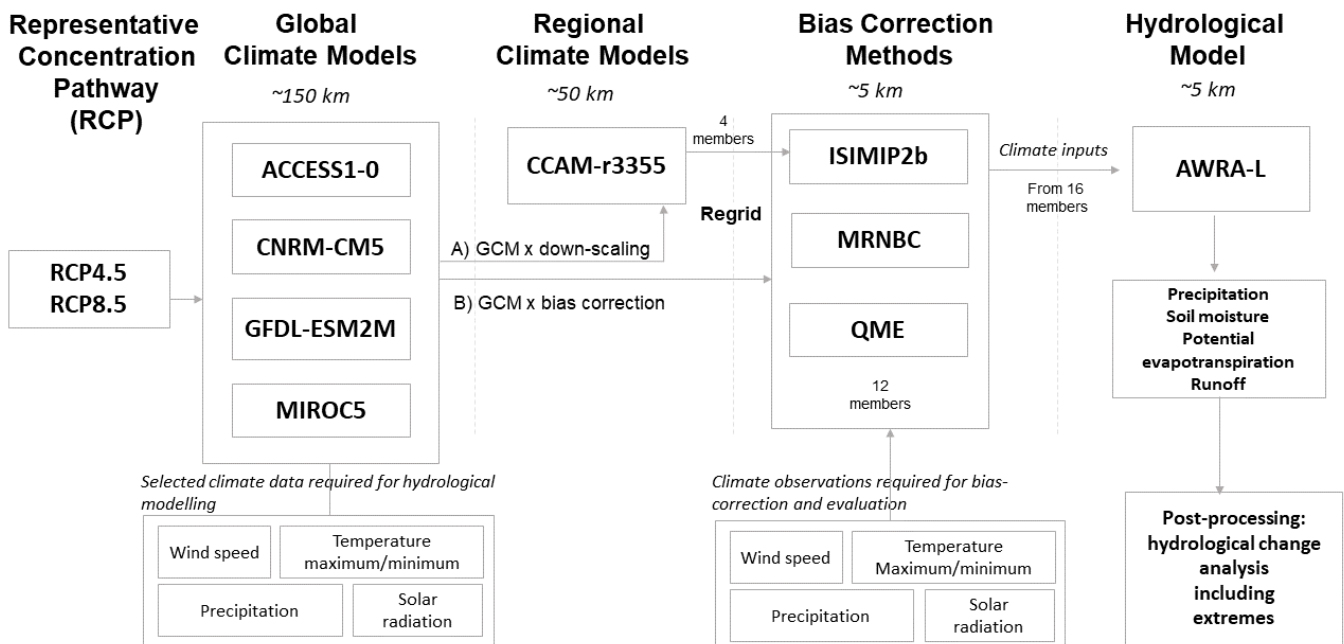 Representative
Concentration
Pathway
(RCP)
Global
Climate Models
~150 km
Regional
Climate Models
~50 km
Bias Correction
Methods
~5 km
Hydrological
Model
~5 km
RCP4.5
RCP8.5
ACCESS1-0
CNRM-CM5
GFDL-ESM2M
MIROC5
CCAM-r3355
4
members
Regrid
A) GCM x down-scaling
B) GCM x bias correction
ISIMIP2b
MRNBC
QME
12
members
Climate inputs
From 16
members
AWRA-L
Precipitation
Soil moisture
Potential
evapotranspiration
Runoff
Post-processing:
hydrological change
analysis
including
extremes
Selected climate data required for hydrological
modelling
Wind speed
Temperature
maximum/minimum
Precipitation
Solar
radiation
Climate observations required for bias-
correction and evaluation
Wind speed
Temperature
Maximum/minimum
Precipitation
Solar
radiation